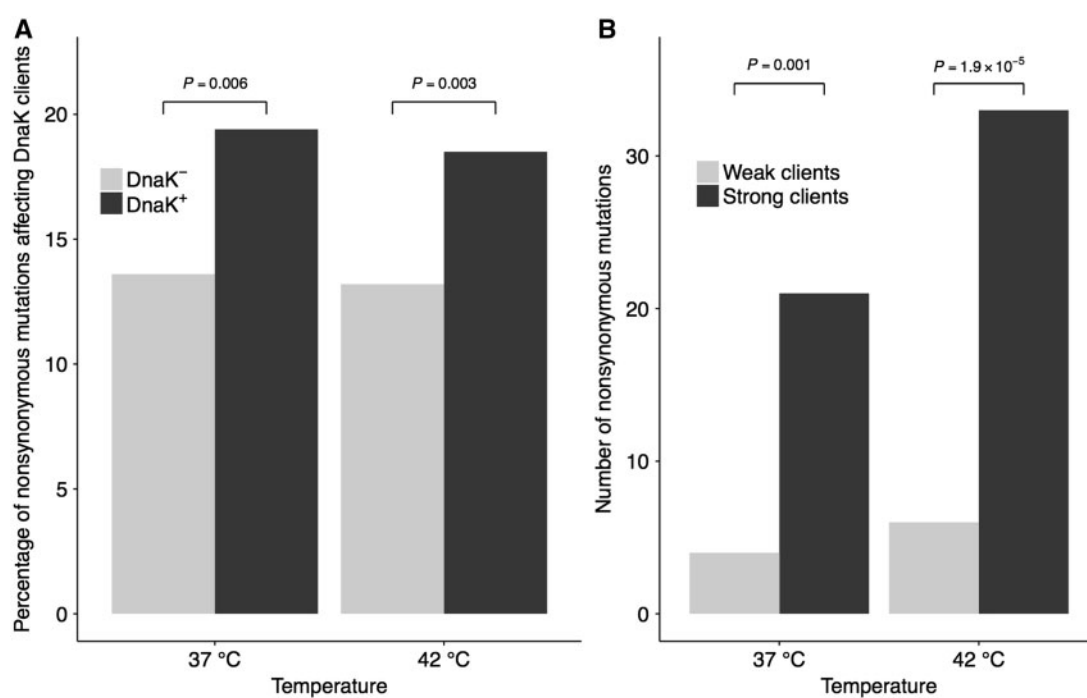 A
Percentage of nonsynonymous mutations affecting DnaK clients
20
15
10
5
0
P = 0.006
P = 0.003
DnaK⁻
DnaK⁺
37 °C
42 °C
Temperature
B
Number of nonsynonymous mutations
30
20
10
0
P = 0.001
P = 1.9 × 10⁻⁵
Weak clients
Strong clients
37 °C
42 °C
Temperature